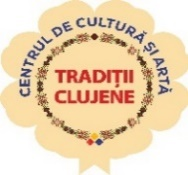 CENTRUL DE CULTURĂ ȘI ARTĂ
TRADIȚII
CLUJENE